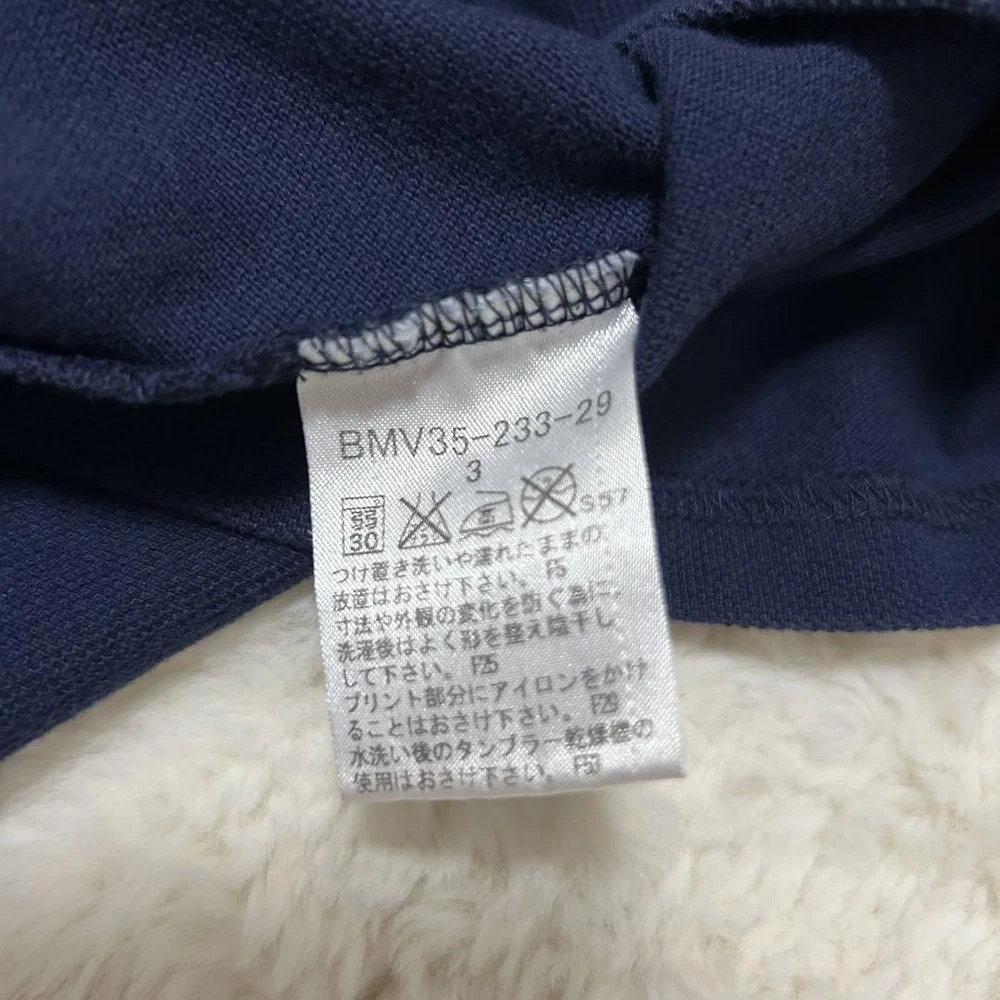 BMV35-233-29
3
弱
30
S57
つけ置き洗いや濡れたままの
放置はおさけ下さい。 F5
寸法や外観の変化を防ぐ為に、
洗濯後はよく形を整え陰干し
して下さい。 F25
プリント部分にアイロンをかけ
ることはおさけ下さい。 F28
水洗い後のタンブラー乾燥機の
使用はおさけ下さい。